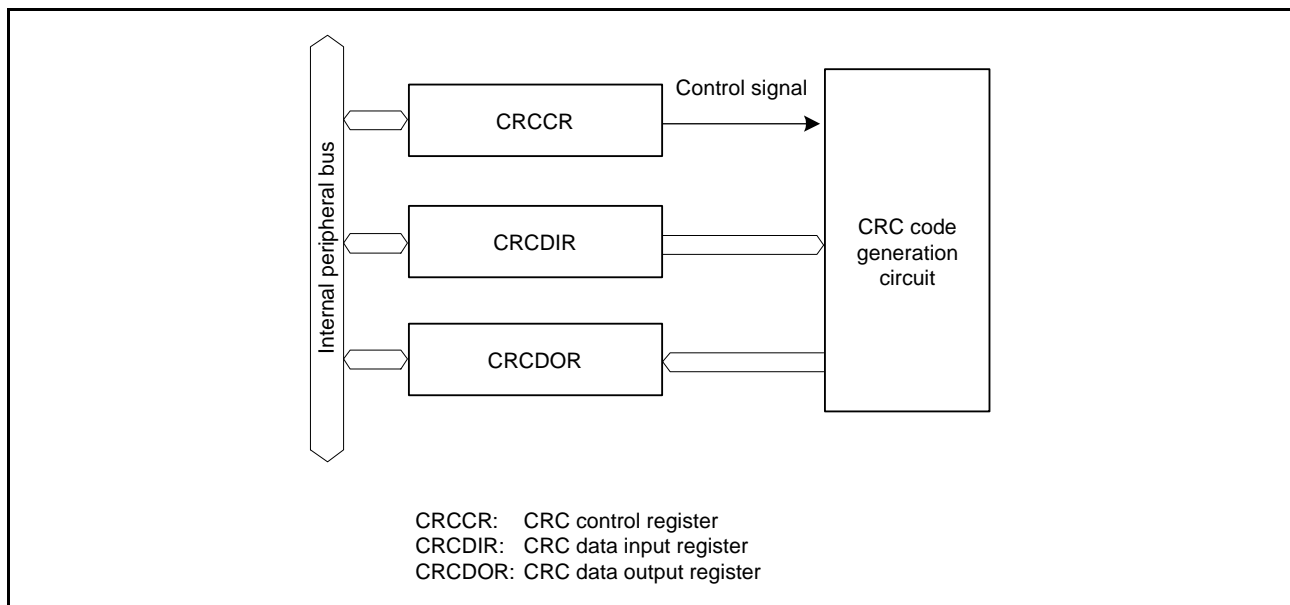 Control signal
CRCCR
Internal peripheral bus
CRCDIR
CRC code
generation
circuit
CRCDOR
CRCCR: CRC control register
CRCDIR: CRC data input register
CRCDOR: CRC data output register